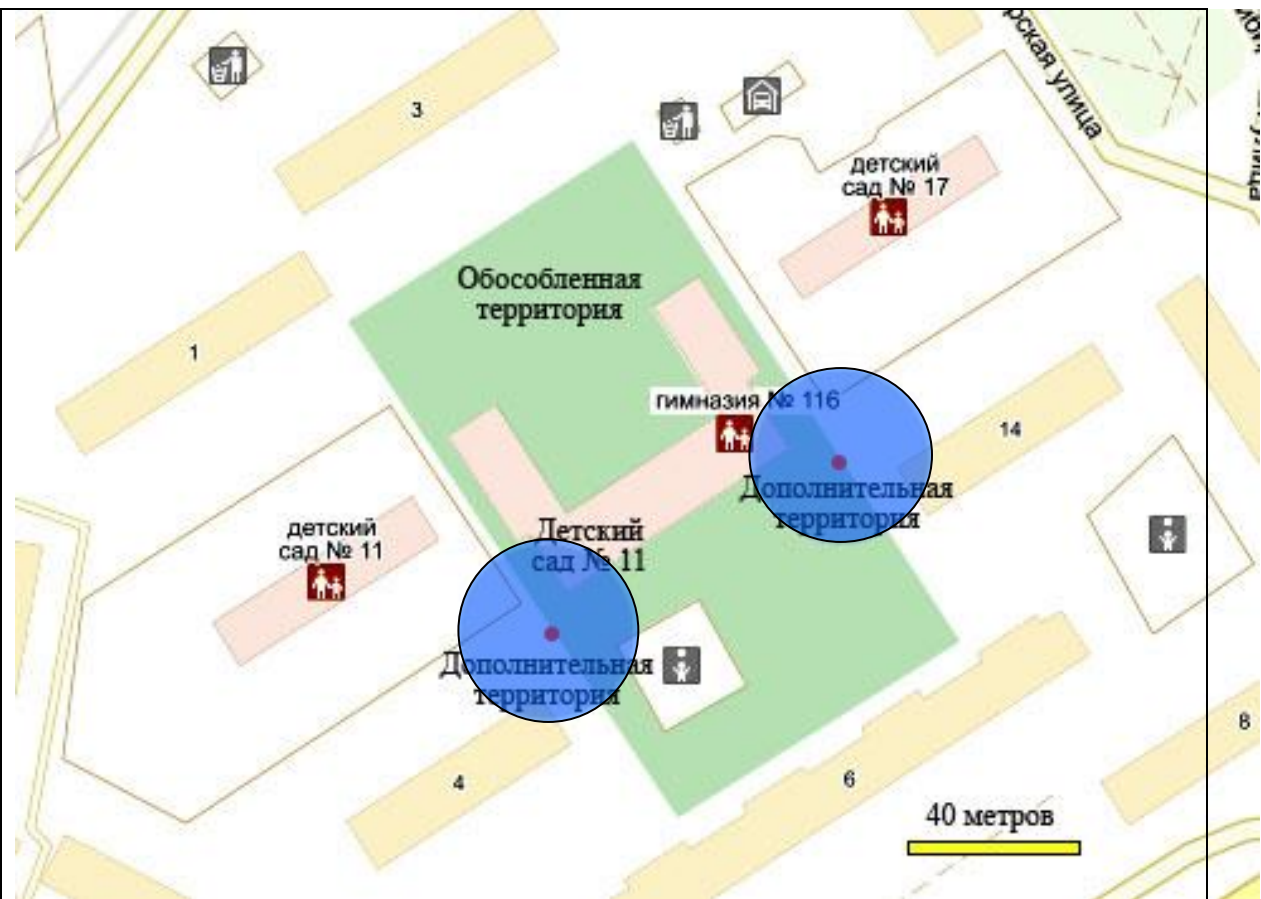 рская улица
3
детский
сад № 17
Обособленная
территория
1
гимназия № 116
14
Дополнительная
территория
детский
сад № 11
Детский
сад № 11
Дополнительная
территория
4
6
8
40 метров